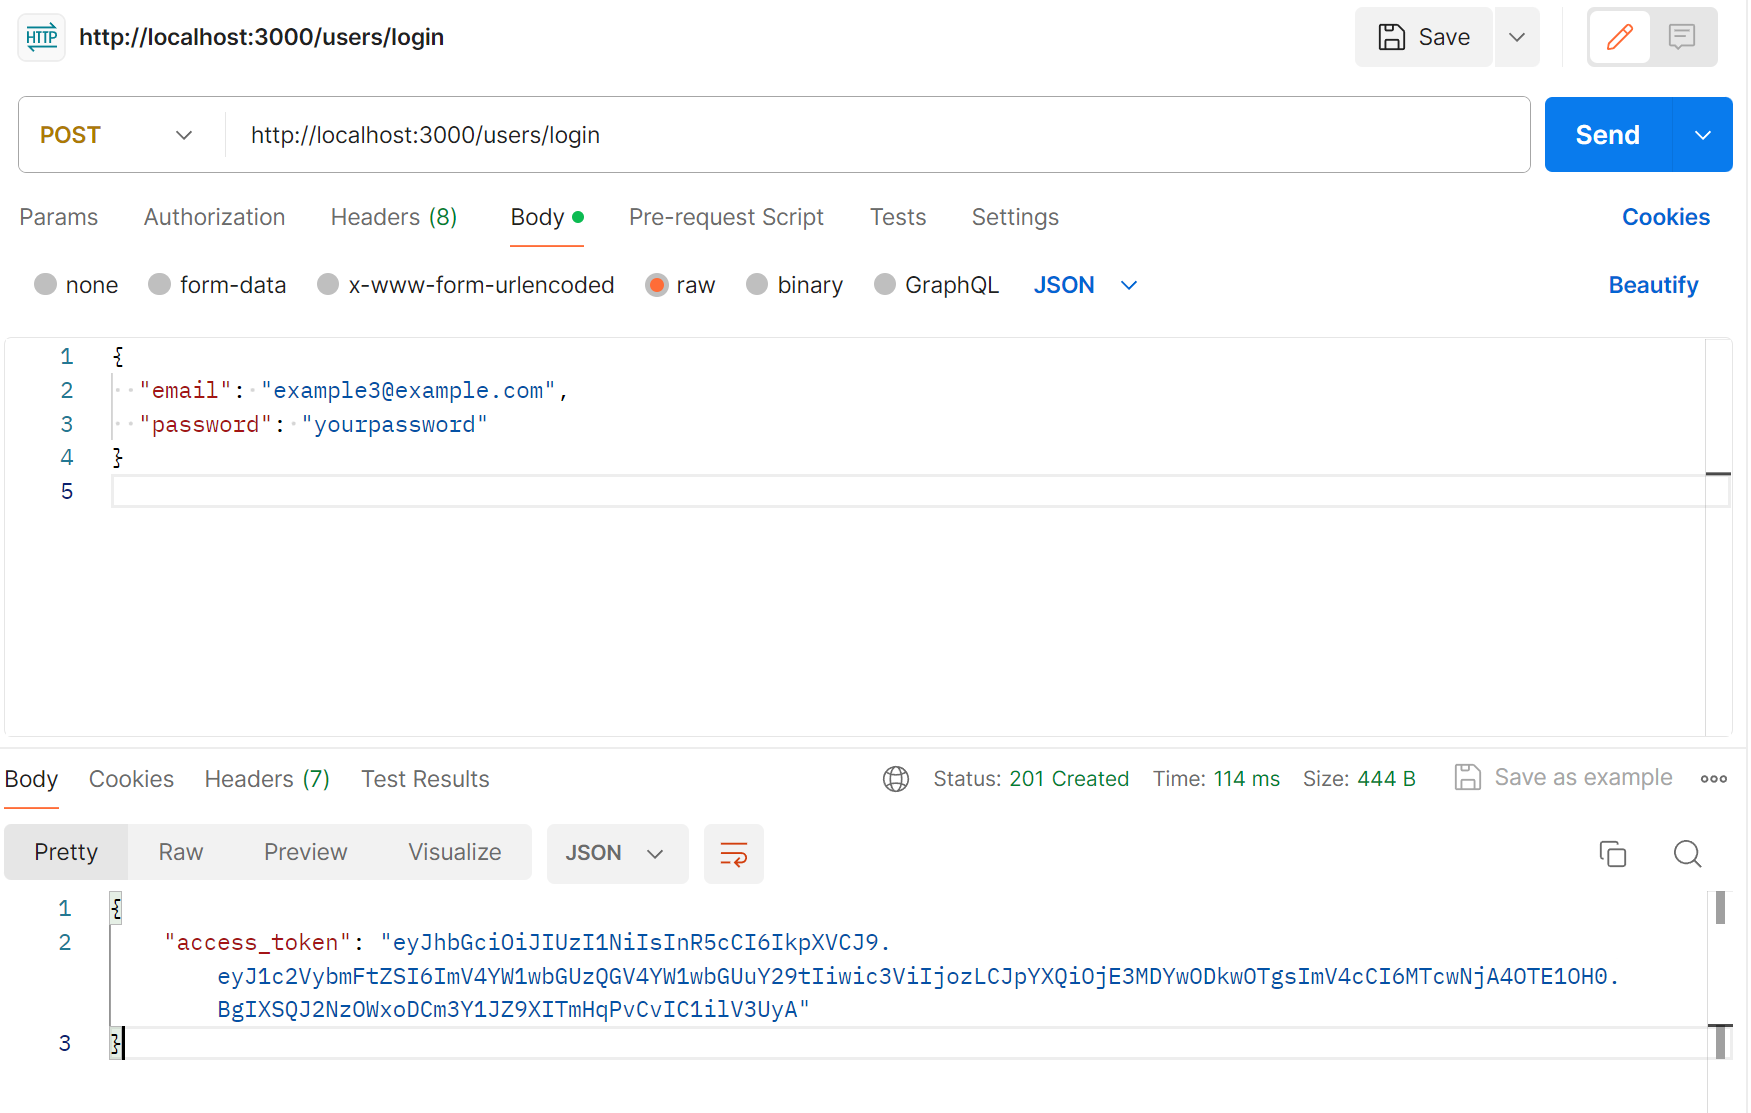 HTTP http://localhost:3000/users/login Save
POST http://localhost:3000/users/login Send
Params Authorization Headers (8) Body Pre-request Script Tests Settings Cookies
none form-data x-www-form-urlencoded raw binary GraphQL JSON Beautify
1 {
2 "email": "example3@example.com",
3 "password": "yourpassword"
4 }
5
Body Cookies Headers (7) Test Results Status: 201 Created Time: 114 ms Size: 444 B Save as example
Pretty Raw Preview Visualize JSON
1 {
2 "access_token": "eyJhbGciOiJIUzI1NiIsInR5cCI6IkpXVCJ9.
eyJ1c2VybmFtZSI6ImV4YW1wbGUzQGV4YW1wbGUuY29tIiwic3ViIjozLCJpYXQiOjE3MDYwODkwOTgsImV4cCI6MTcwNjA4OTE1OH0.
BgIXSQJ2NzOWxoDCm3Y1JZ9XITmHqPvCvIC1ilV3UyA"
3 }